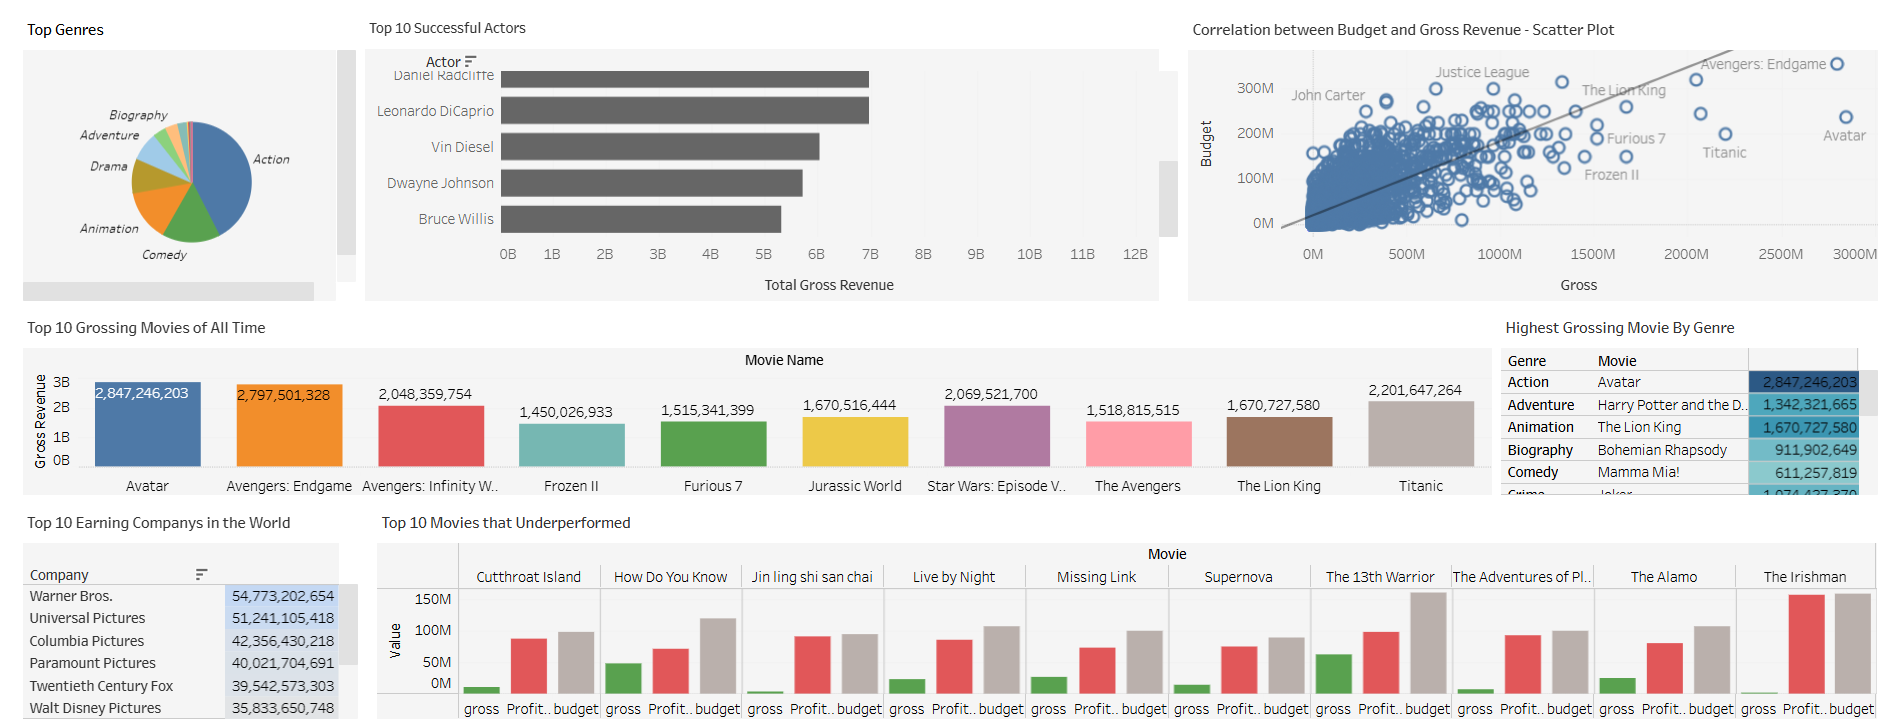 Top Genres
Biography
Adventure
Drama
Animation
Comedy
Action
Top 10 Successful Actors
Actor
Daniel Radcliffe
Leonardo DiCaprio
Vin Diesel
Dwayne Johnson
Bruce Willis
0B 1B 2B 3B 4B 5B 6B 7B 8B 9B 10B 11B 12B
Total Gross Revenue
Correlation between Budget and Gross Revenue - Scatter Plot
Budget
300M
200M
100M
0M
Justice League
Avengers: Endgame
John Carter
The Lion King
Furious 7
Avatar
Titanic
Frozen II
0M 500M 1000M 1500M 2000M 2500M 3000M
Gross
Top 10 Grossing Movies of All Time
Movie Name
Gross Revenue
3B
2B
1B
0B
2,847,246,203 2,797,501,328 2,048,359,754 1,450,026,933 1,515,341,399 1,670,516,444 2,069,521,700 1,518,815,515 1,670,727,580 2,201,647,264
Avatar Avengers: Endgame Avengers: Infinity W.. Frozen II Furious 7 Jurassic World Star Wars: Episode V.. The Avengers The Lion King Titanic
Highest Grossing Movie By Genre
Genre Movie
Action Avatar 2,847,246,203
Adventure Harry Potter and the D.. 1,342,321,665
Animation The Lion King 1,670,727,580
Biography Bohemian Rhapsody 911,902,649
Comedy Mamma Mia! 611,257,819
Crime Joker
Top 10 Earning Companys in the World
Company
Warner Bros. 54,773,202,654
Universal Pictures 51,241,105,418
Columbia Pictures 42,356,430,218
Paramount Pictures 40,021,704,691
Twentieth Century Fox 39,542,573,303
Walt Disney Pictures 35,833,650,748
Top 10 Movies that Underperformed
Movie
Cutthroat Island How Do You Know Jin ling shi san chai Live by Night Missing Link Supernova The 13th Warrior The Adventures of Pl.. The Alamo The Irishman
Value
150M
100M
50M
0M
gross Profit.. budget gross Profit.. budget gross Profit.. budget gross Profit.. budget gross Profit.. budget gross Profit.. budget gross Profit.. budget gross Profit.. budget gross Profit.. budget gross Profit.. budget